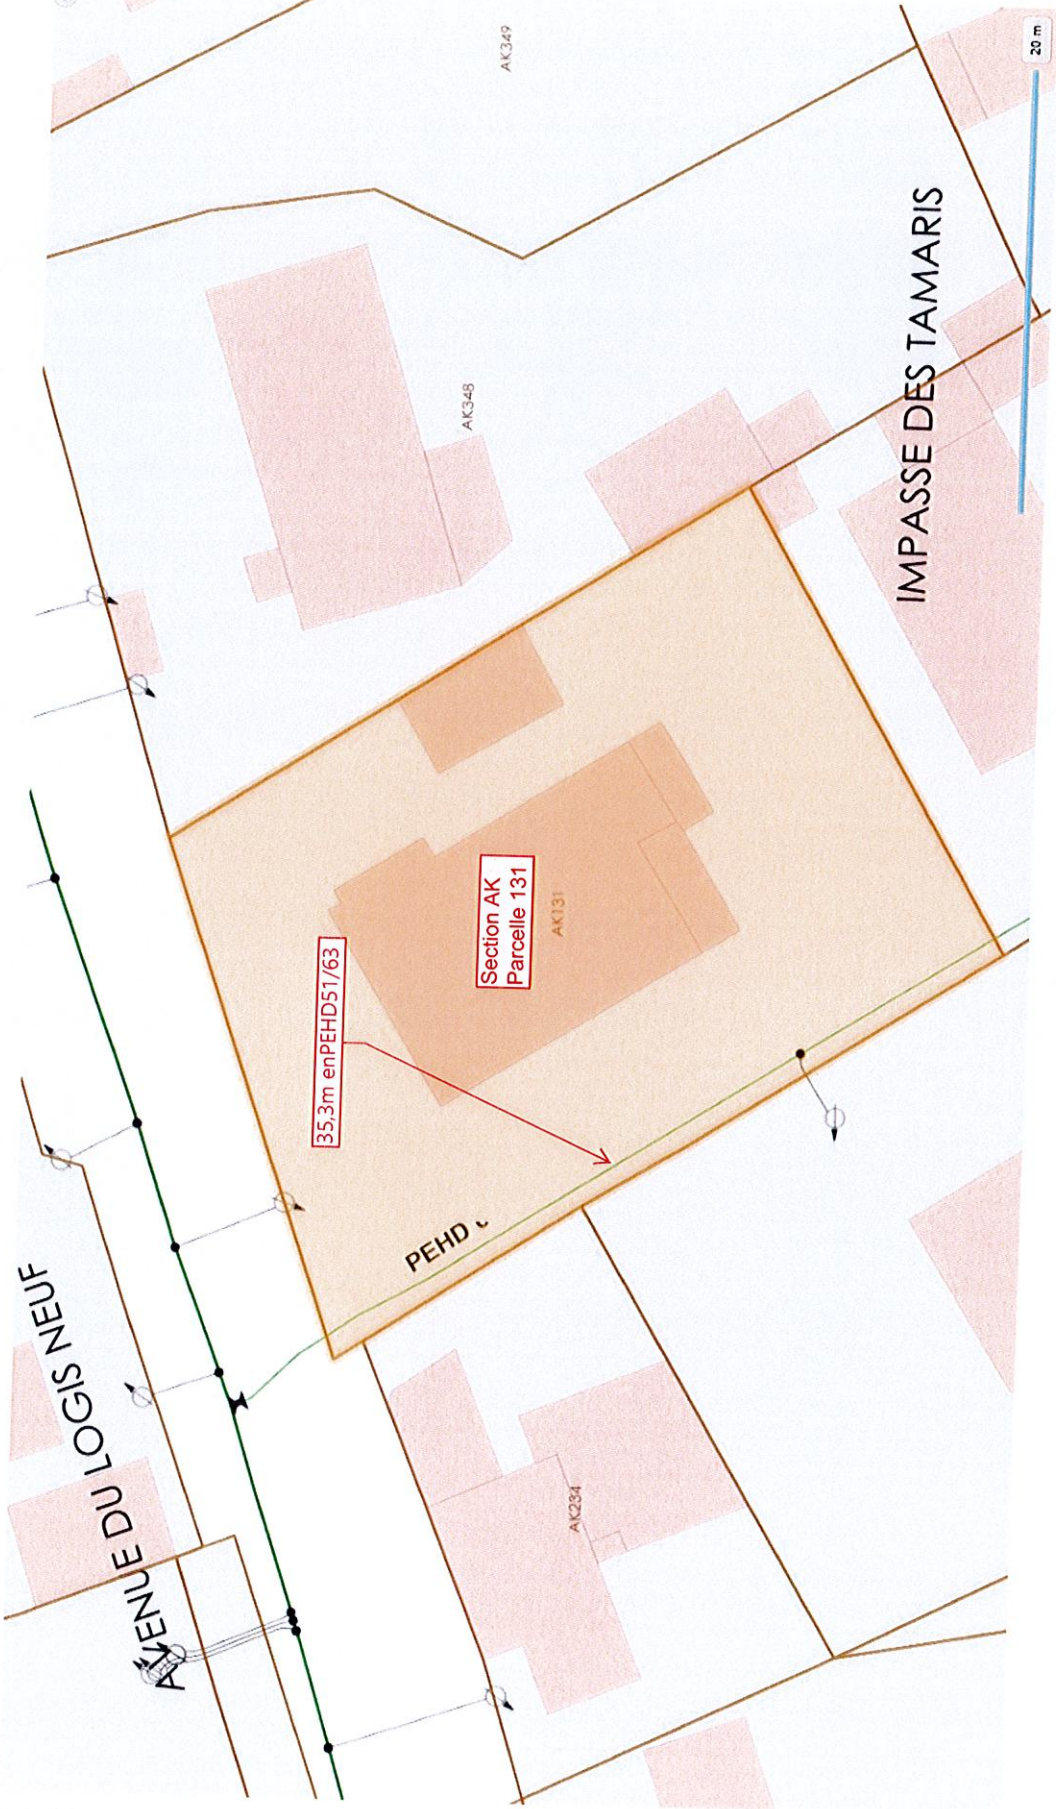 AVENUE DU LOGIS NEUF
PEHD
35,3m enPEHD51/63
Section AK
Parcelle 131
AK131
AK234
AK348
AK349
IMPASSE DES TAMARIS
20 m